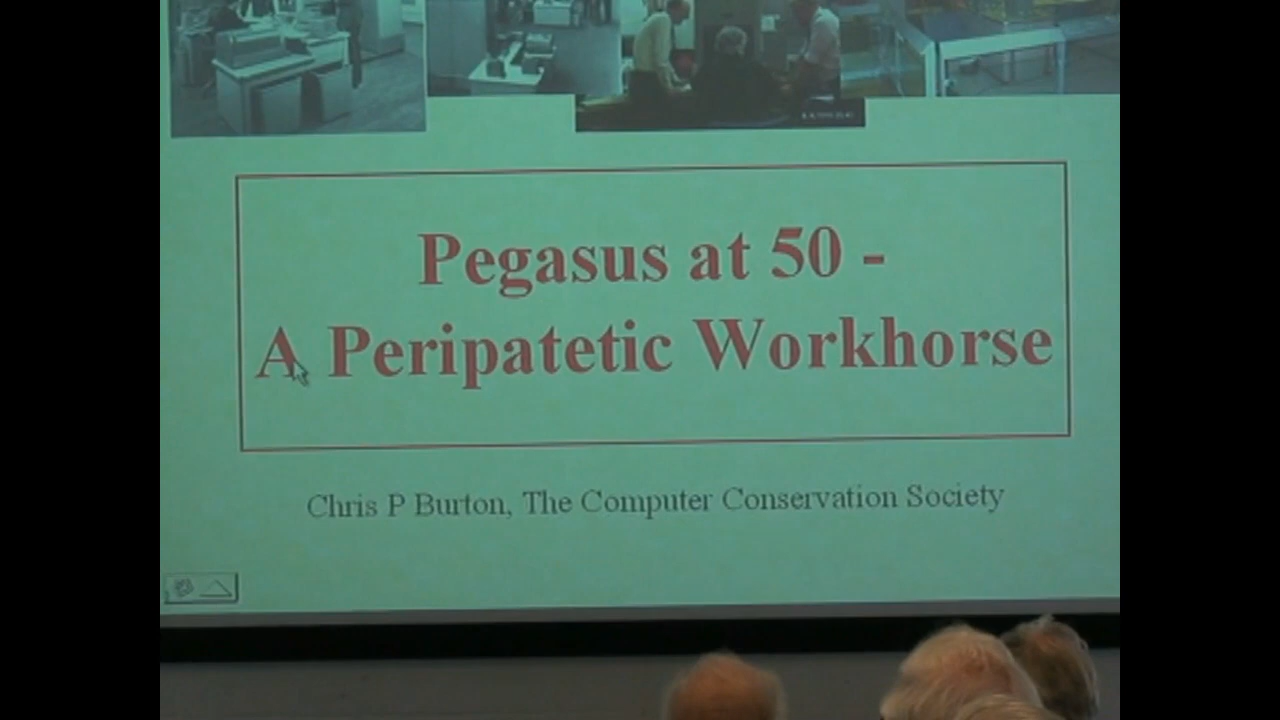 Pegasus at 50 -
A Peripatetic Workhorse
Chris P Burton, The Computer Conservation Society